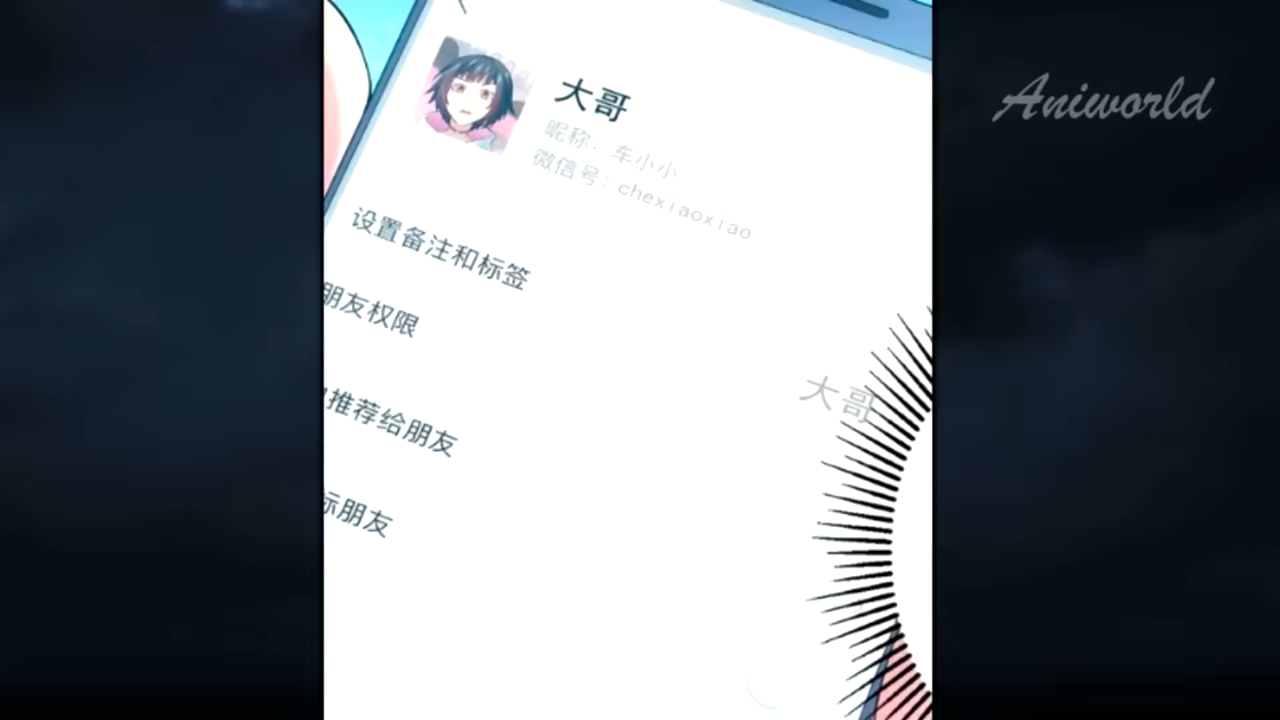 Aniworld
大哥
昵称：车小小
微信号：chexiaoxiao
设置备注和标签
朋友权限
推荐给朋友
大哥
标朋友